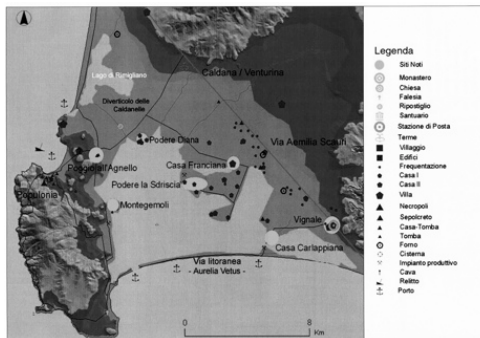 Lago di Rimigliano
Caldana / Venturina
Diverticolo delle
Caldanelle
Podere Diana
Via Aemilia Scauri
Poggio all'Agnello
Casa Franciana
Populonia
Podere la Sdriscia
Montegemoli
Vignale
Casa Carlappiana
Via litoranea
- Aurelia Vetus -
0
8
Km
Legenda
Siti Noti
Monastero
Chiesa
Falesia
Ripostiglio
Santuario
Stazione di Posta
Terme
Villaggio
Edifici
Frequentazione
Casa I
Casa II
Villa
Necropoli
Sepolcreto
Casa-Tomba
Tomba
Forno
Cisterna
Impianto produttivo
Cava
Relitto
Porto